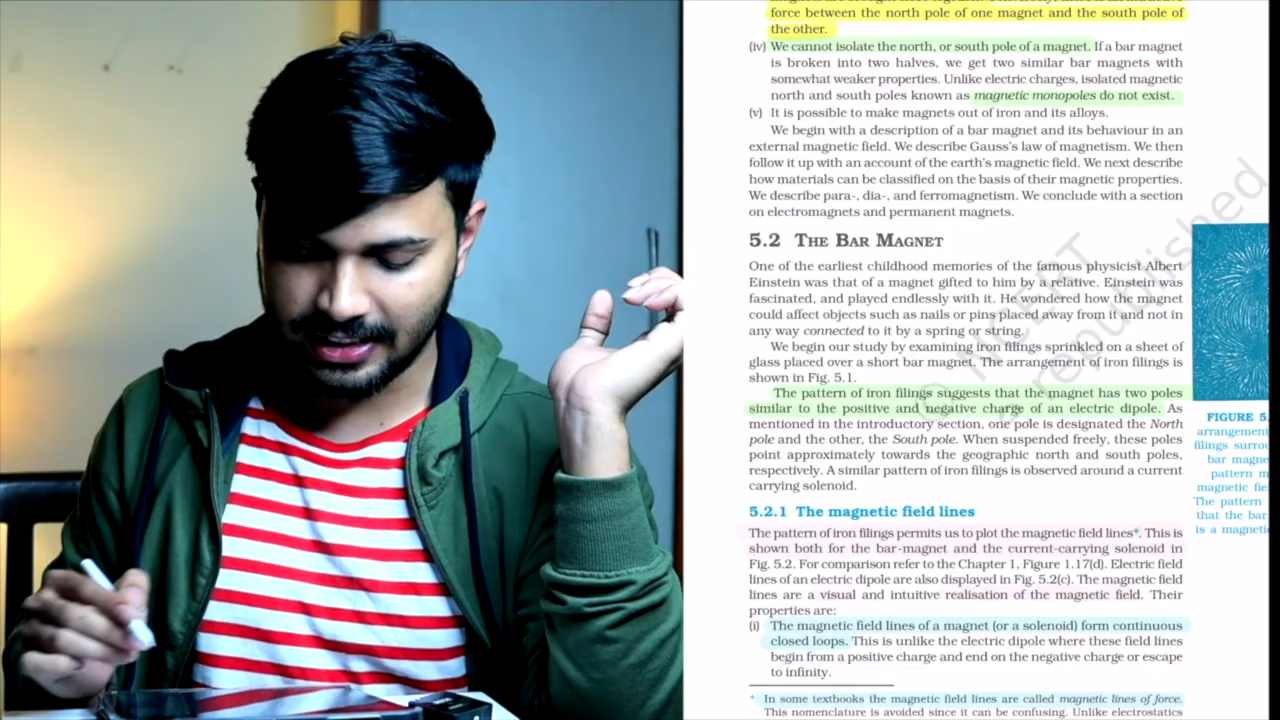 force between the north pole of one magnet and the south pole of
the other.
(iv) We cannot isolate the north, or south pole of a magnet. If a bar magnet
is broken into two halves, we get two similar bar magnets with
somewhat weaker properties. Unlike electric charges, isolated magnetic
north and south poles known as magnetic monopoles do not exist.
(v) It is possible to make magnets out of iron and its alloys.
We begin with a description of a bar magnet and its behaviour in an
external magnetic field. We describe Gauss's law of magnetism. We then
follow it up with an account of the earth's magnetic field. We next describe
how materials can be classified on the basis of their magnetic properties.
We describe para-, dia-, and ferromagnetism. We conclude with a section
on electromagnets and permanent magnets.
5.2 THE BAR MAGNET
One of the earliest childhood memories of the famous physicist Albert
Einstein was that of a magnet gifted to him by a relative. Einstein was
fascinated, and played endlessly with it. He wondered how the magnet
could affect objects such as nails or pins placed away from it and not in
any way connected to it by a spring or string.
We begin our study by examining iron filings sprinkled on a sheet of
glass placed over a short bar magnet. The arrangement of iron filings is
shown in Fig. 5.1.
The pattern of iron filings suggests that the magnet has two poles
similar to the positive and negative charge of an electric dipole. As
mentioned in the introductory section, one pole is designated the North
pole and the other, the South pole. When suspended freely, these poles
point approximately towards the geographic north and south poles,
respectively. A similar pattern of iron filings is observed around a current
carrying solenoid.
5.2.1 The magnetic field lines
The pattern of iron filings permits us to plot the magnetic field lines*. This is
shown both for the bar-magnet and the current-carrying solenoid in
Fig. 5.2. For comparison refer to the Chapter 1, Figure 1.17(d). Electric field
lines of an electric dipole are also displayed in Fig. 5.2(c). The magnetic field
lines are a visual and intuitive realisation of the magnetic field. Their
properties are:
(i) The magnetic field lines of a magnet (or a solenoid) form continuous
closed loops. This is unlike the electric dipole where these field lines
begin from a positive charge and end on the negative charge or escape
to infinity.
* In some textbooks the magnetic field lines are called magnetic lines of force.
This nomenclature is avoided since it can be confusing. Unlike electrostatics
FIGURE 5.
arrangement
filings surrou
bar magne
pattern m
magnetic fie
The pattern
that the bar
is a magneti
© NCERT
republished